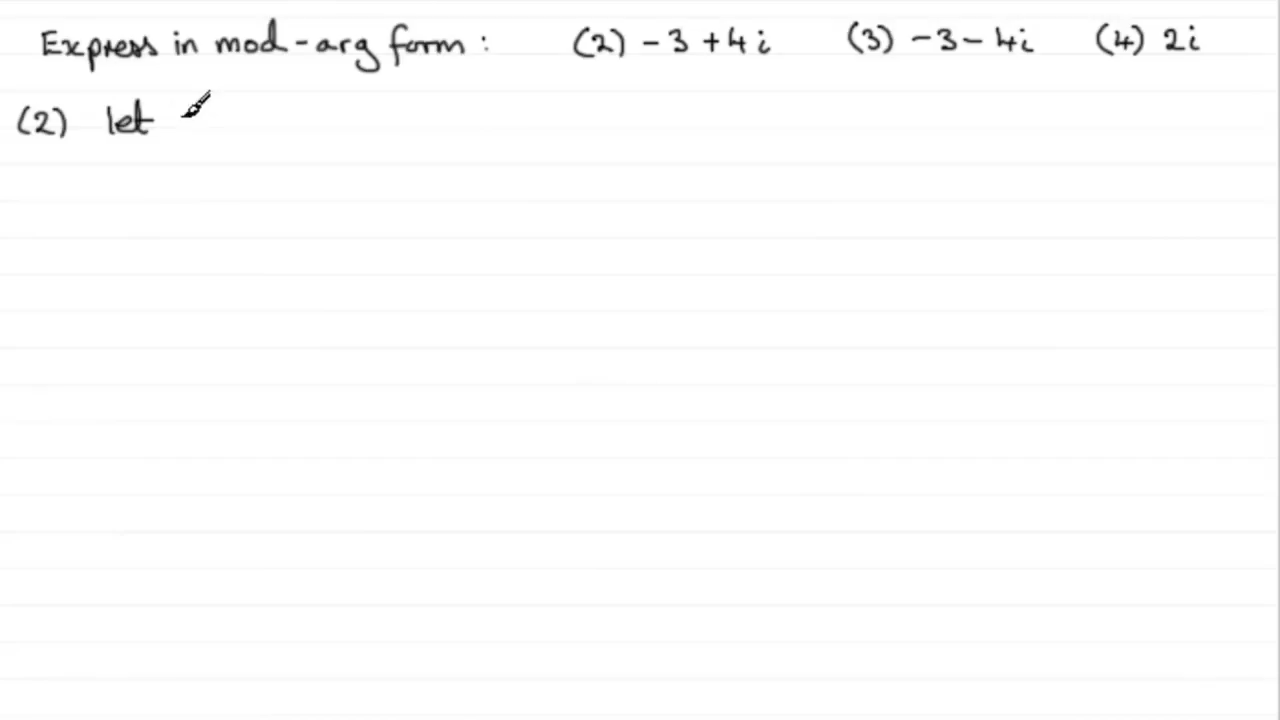 Express in mod-arg form : (2) -3 +4i (3) -3-4i (4) 2i
(2) let